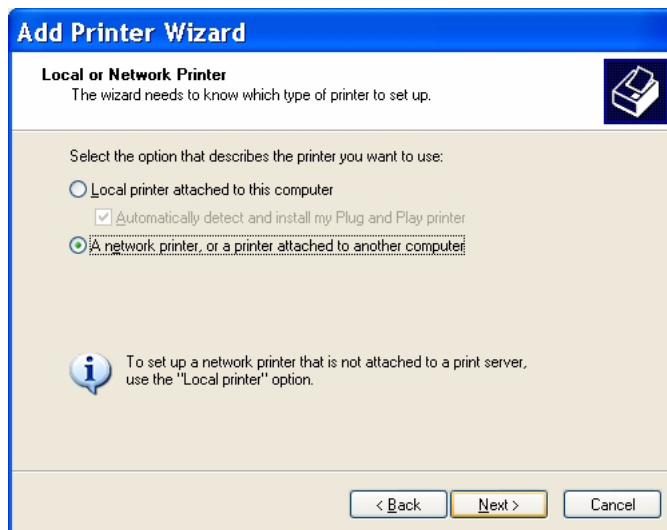 Add Printer Wizard
Local or Network Printer
The wizard needs to know which type of printer to set up.
Select the option that describes the printer you want to use:
Local printer attached to this computer
Automatically detect and install my Plug and Play printer
A network printer, or a printer attached to another computer
To set up a network printer that is not attached to a print server,
use the "Local printer" option.
< Back
Next >
Cancel